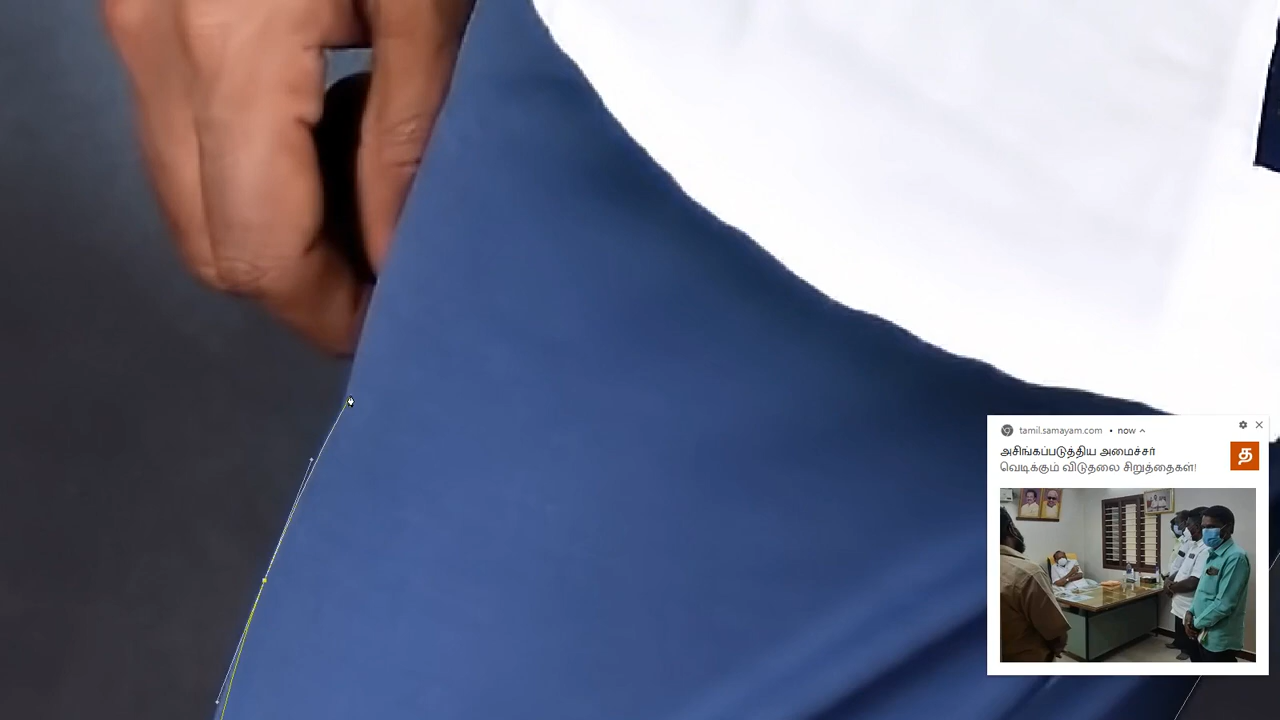 tamil.samayam.com • now
அசிங்கப்படுத்திய அமைச்சர்
வெடிக்கும் விடுதலை சிறுத்தைகள்!
த